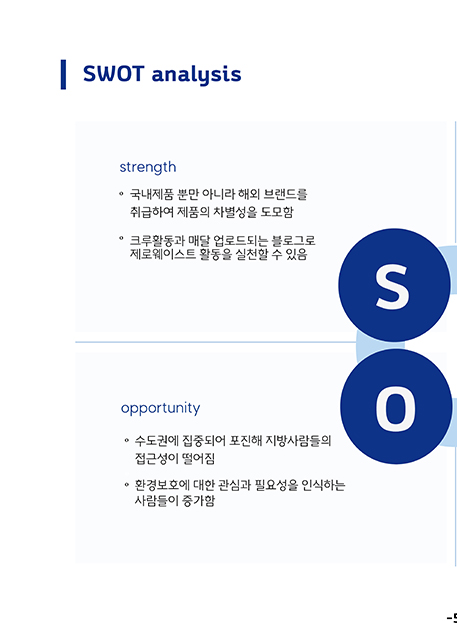 SWOT analysis
strength
국내제품 뿐만 아니라 해외 브랜드를
취급하여 제품의 차별성을 도모함
크루활동과 매달 업로드되는 블로그로
제로웨이스트 활동을 실천할 수 있음
S
opportunity
수도권에 집중되어 포진해 지방사람들의
접근성이 떨어짐
환경보호에 대한 관심과 필요성을 인식하는
사람들이 증가함
O